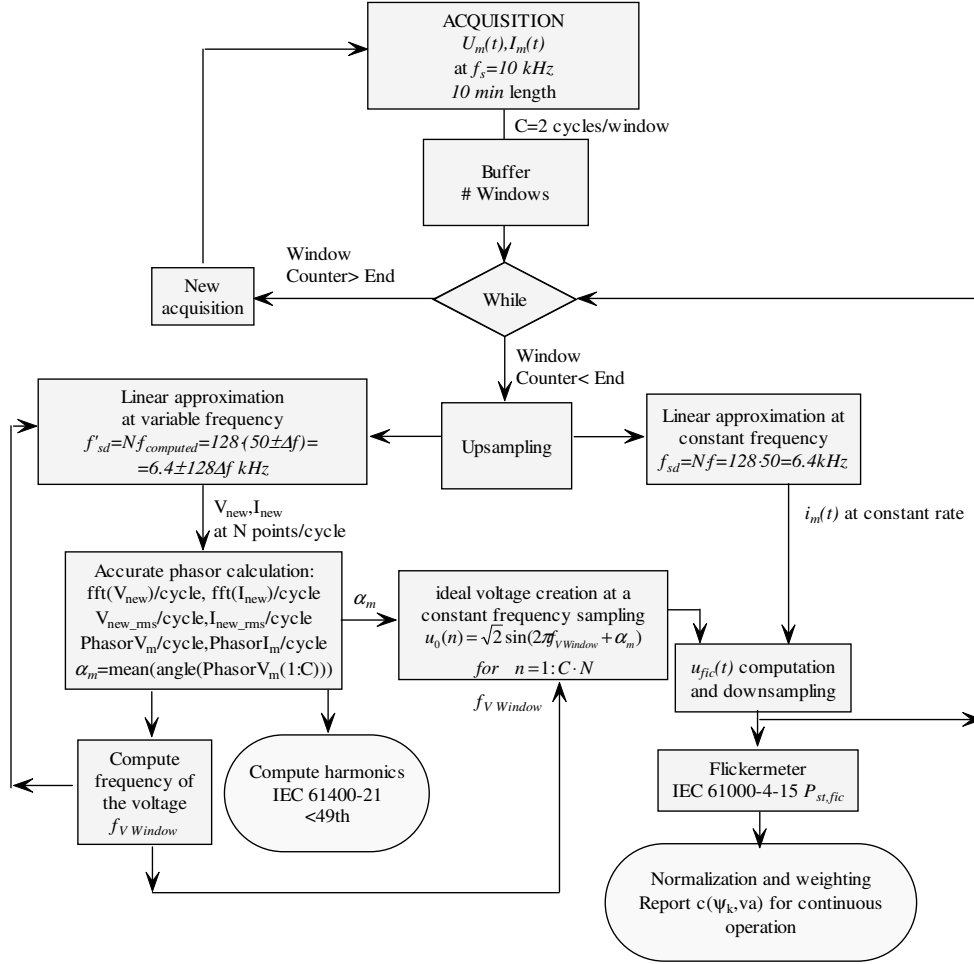 ACQUISITION
U_m(t),I_m(t)
at f_s=10 kHz
10 min length
C=2 cycles/window
Buffer
# Windows
Window
Counter> End
New
acquisition
While
Window
Counter< End
Linear approximation
at variable frequency
f'_sd=Nf_computed=128·(50±Δf)=
=6.4±128Δf kHz
Upsampling
Linear approximation at
constant frequency
f_sd=Nf=128·50=6.4kHz
V_new,I_new
at N points/cycle
i_m(t) at constant rate
Accurate phasor calculation:
fft(V_new)/cycle, fft(I_new)/cycle
V_new_rms/cycle,I_new_rms/cycle
PhasorV_m/cycle,PhasorI_m/cycle
α_m=mean(angle(PhasorV_m(1:C)))
α_m
ideal voltage creation at a
constant frequency sampling
u_0(n)=√2 sin(2πf_VWindow+α_m)
for n=1:C·N
f_V Window
u_fic(t) computation
and downsampling
Compute
frequency of
the voltage
f_V Window
Compute harmonics
IEC 61400-21
<49th
Flickermeter
IEC 61000-4-15 P_st,fic
Normalization and weighting
Report c(ψ_k,va) for continuous
operation